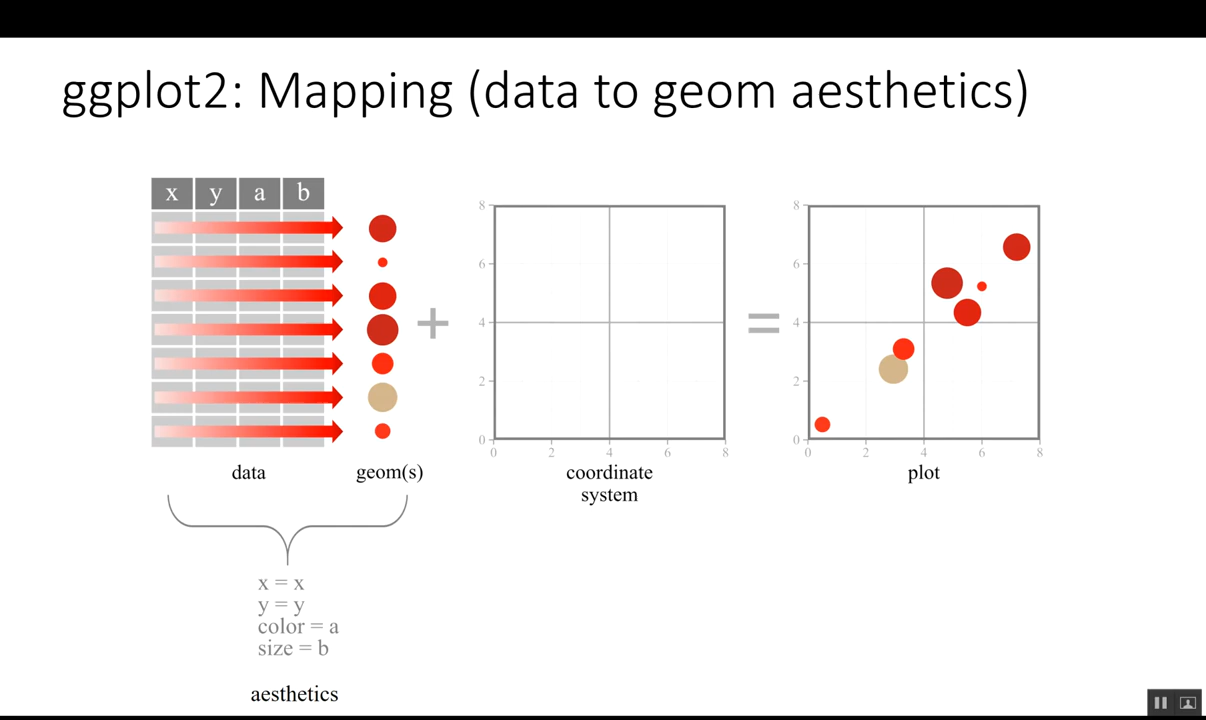 ggplot2: Mapping (data to geom aesthetics)
x y a b
+
=
8
6
4
2
0
0 2 4 6 8
8
6
4
2
0
0 2 4 6 8
data
geom(s)
coordinate
system
plot
x = x
y = y
color = a
size = b
aesthetics